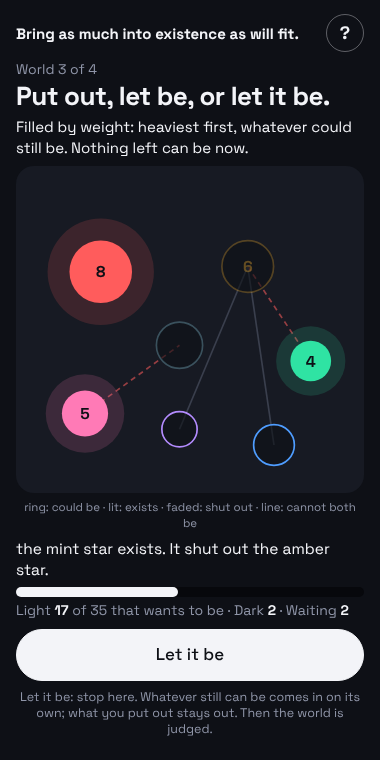 Bring as much into existence as will fit.
?
World 3 of 4
Put out, let be, or let it be.
Filled by weight: heaviest first, whatever could
still be. Nothing left can be now.
8
6
4
5
ring: could be · lit: exists · faded: shut out · line: cannot both
be
the mint star exists. It shut out the amber
star.
Light 17 of 35 that wants to be · Dark 2 · Waiting 2
Let it be
Let it be: stop here. Whatever still can be comes in on its
own; what you put out stays out. Then the world is
judged.